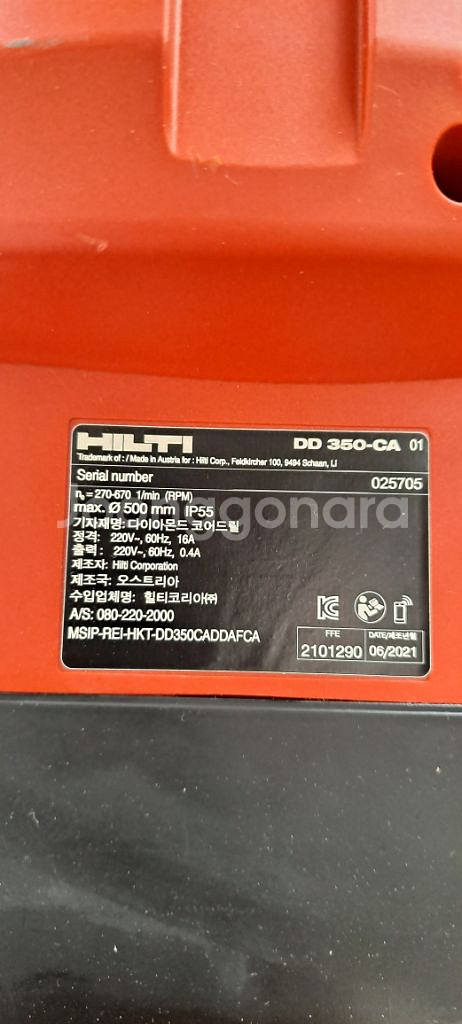 HILTI DD 350-CA 01
Trademark of : / Made in Austria for : Hilti Corp., Feldkircher 100, 9494 Schaan, LI
Serial number 025705
n₀ = 270-670 1/min (RPM)
max. Ø 500 mm IP55
Joonggonara
기자재명: 다이아몬드 코어드릴
정격: 220V~, 60Hz, 16A
출력 : 220V~, 60Hz, 0.4A
제조자: Hilti Corporation
제조국: 오스트리아
수입업체명: 힐티코리아㈜
A/S: 080-220-2000
MSIP-REI-HKT-DD350CADDAFCA
FFE DATE/제조년월
2101290 06/2021